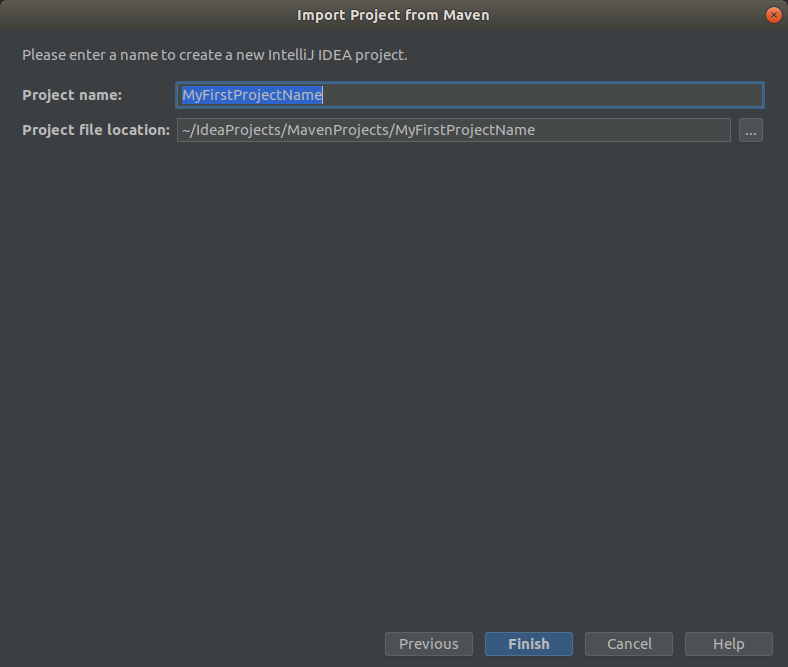 Import Project from Maven
Please enter a name to create a new IntelliJ IDEA project.
Project name: MyFirstProjectName
Project file location: ~/IdeaProjects/MavenProjects/MyFirstProjectName ...
Previous Finish Cancel Help